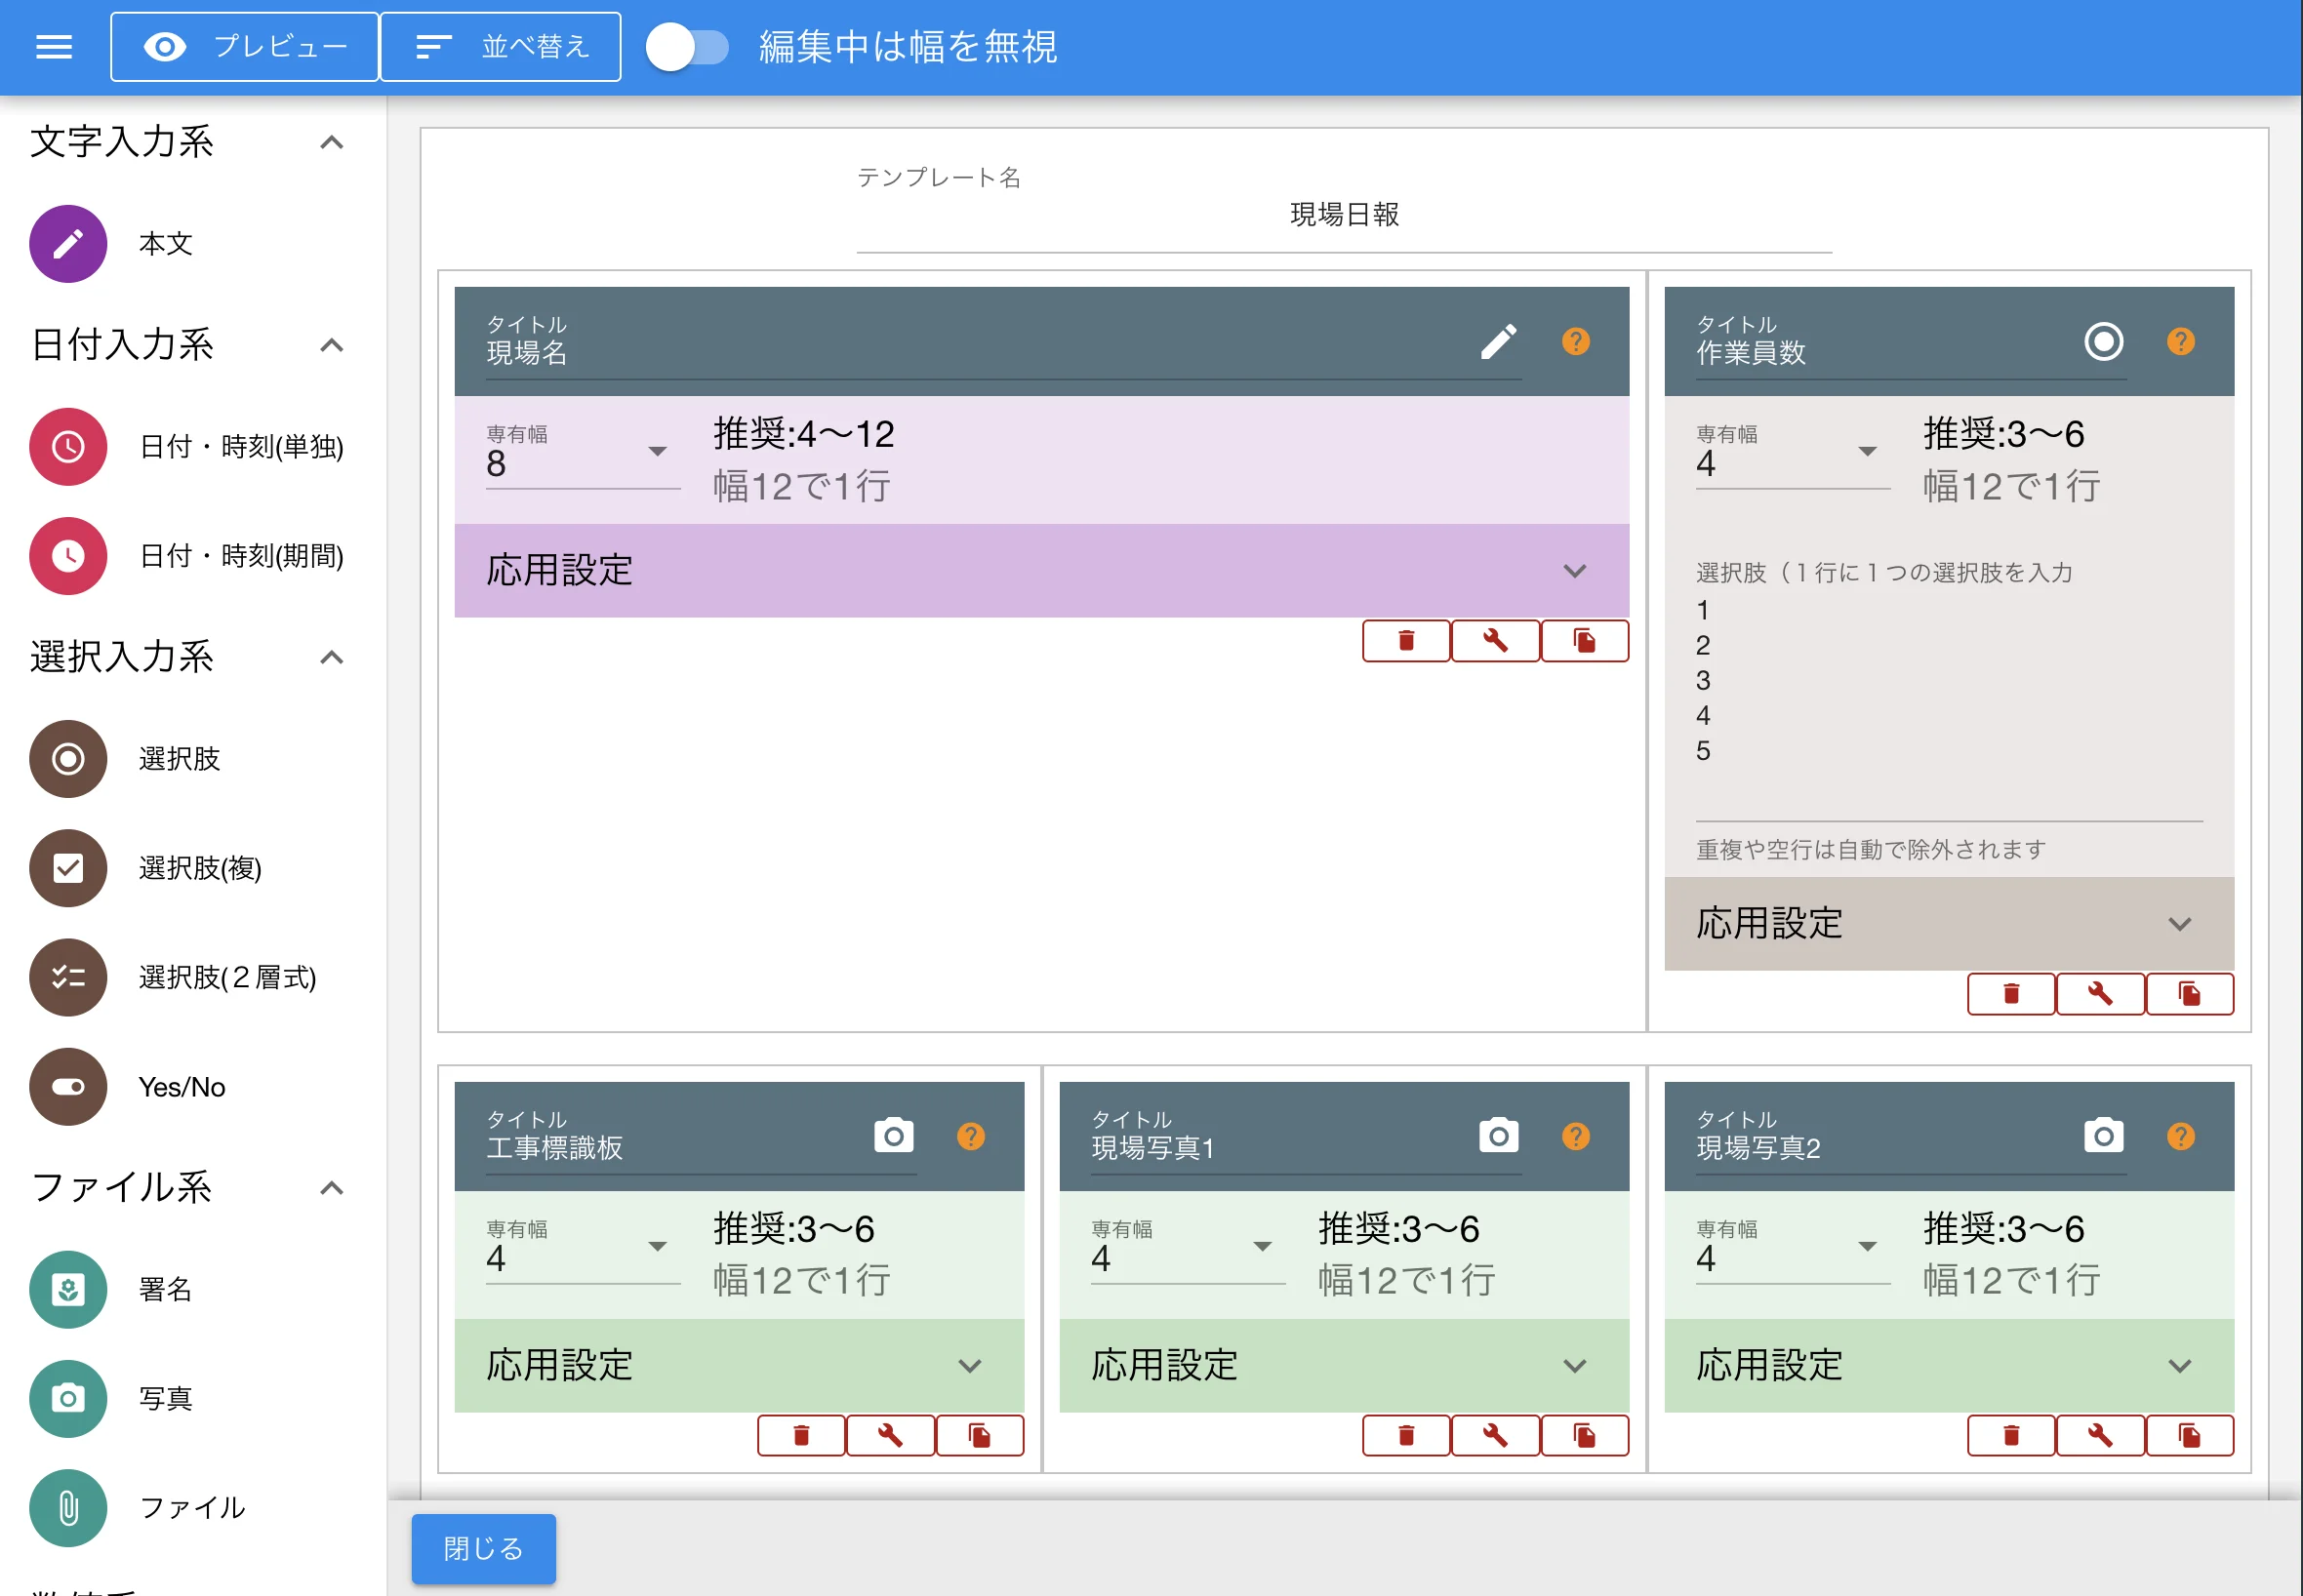 プレビュー
並べ替え
編集中は幅を無視
文字入力系
本文
日付入力系
日付・時刻(単独)
日付・時刻(期間)
選択入力系
選択肢
選択肢(複)
選択肢(２層式)
Yes/No
ファイル系
署名
写真
ファイル
テンプレート名
現場日報
タイトル
現場名
専有幅
8
推奨:4〜12
幅12で1行
応用設定
タイトル
作業員数
専有幅
4
推奨:3〜6
幅12で1行
選択肢（１行に１つの選択肢を入力
1
2
3
4
5
重複や空行は自動で除外されます
応用設定
タイトル
工事標識板
専有幅
4
推奨:3〜6
幅12で1行
応用設定
タイトル
現場写真1
専有幅
4
推奨:3〜6
幅12で1行
応用設定
タイトル
現場写真2
専有幅
4
推奨:3〜6
幅12で1行
応用設定
閉じる